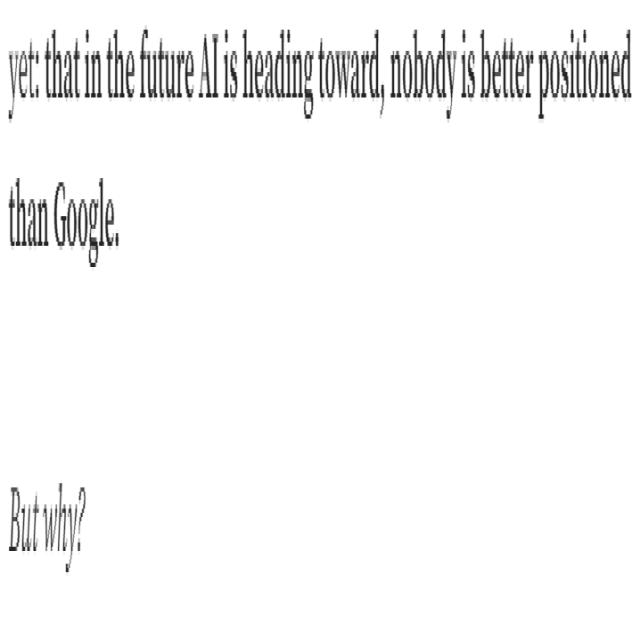 yet: that in the future AI is heading toward, nobody is better positioned
than Google.
But why?